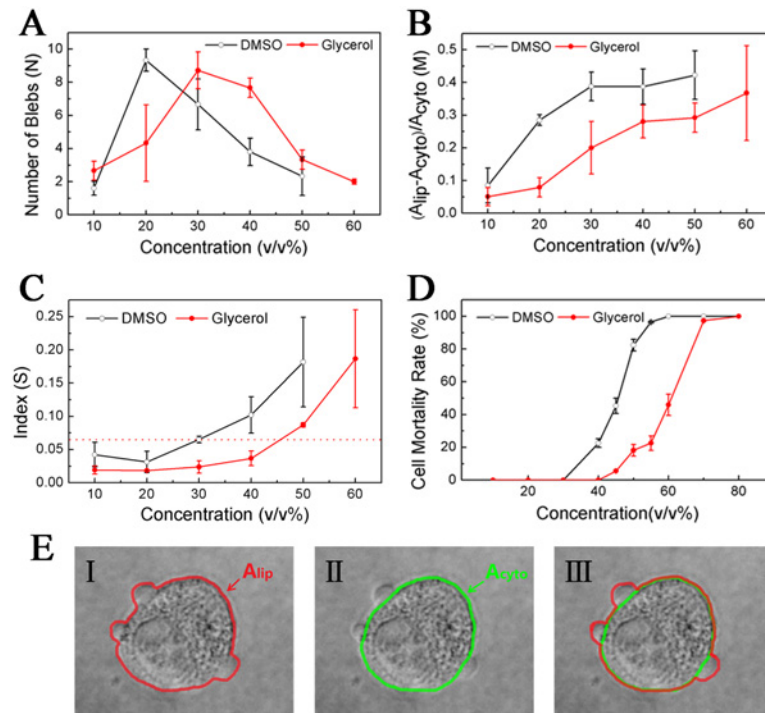 A
B
DMSO
Glycerol
Number of Blebs (N)
10
8
6
4
2
0
10 20 30 40 50 60
Concentration (v/v%)
DMSO
Glycerol
(Alip-Acyto)/Acyto (M)
0.5
0.4
0.3
0.2
0.1
0.0
10 20 30 40 50 60
Concentration (v/v%)
C
D
DMSO
Glycerol
Index (S)
0.25
0.20
0.15
0.10
0.05
0.00
10 20 30 40 50 60
Concentration (v/v%)
DMSO
Glycerol
Cell Mortality Rate (%)
100
80
60
40
20
0
20 40 60 80
Concentration(v/v%)
E
I
Alip
II
Acyto
III